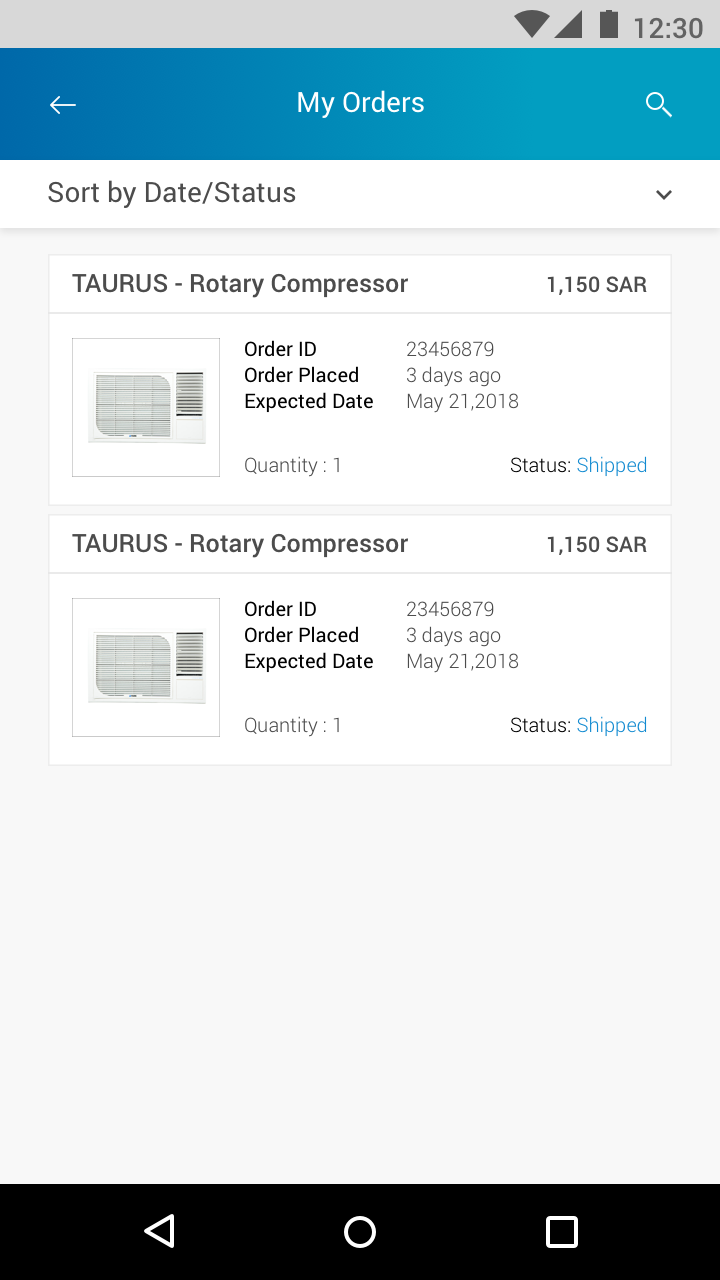 12:30
My Orders
Sort by Date/Status
TAURUS - Rotary Compressor 1,150 SAR
Order ID 23456879
Order Placed 3 days ago
Expected Date May 21,2018
Quantity : 1 Status: Shipped
TAURUS - Rotary Compressor 1,150 SAR
Order ID 23456879
Order Placed 3 days ago
Expected Date May 21,2018
Quantity : 1 Status: Shipped